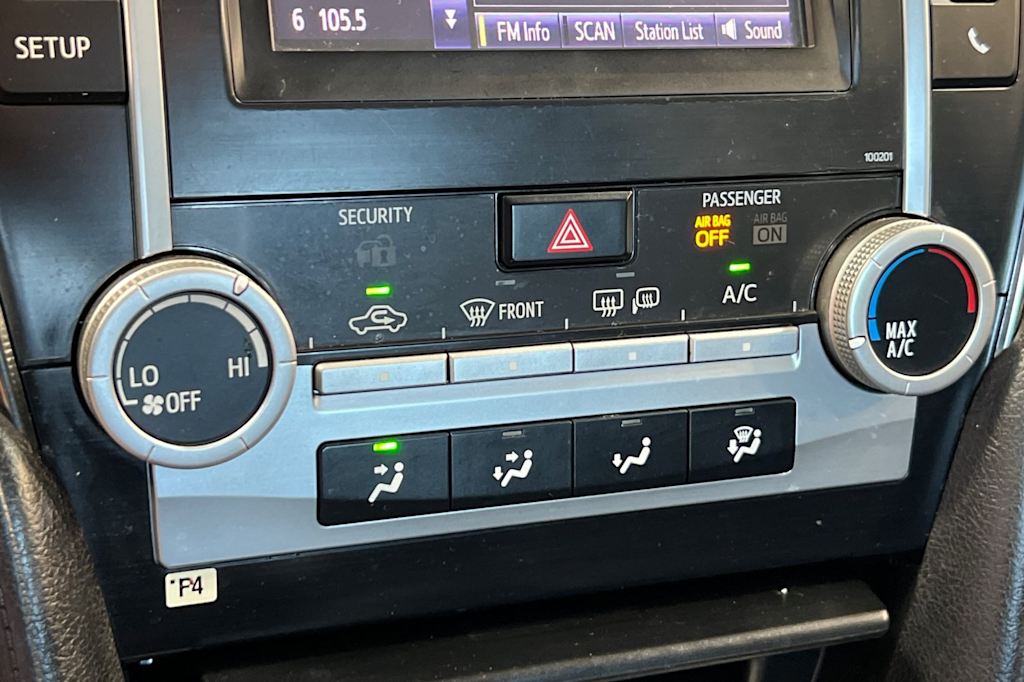 6 105.5
FM Info SCAN Station List Sound
SETUP
100201
SECURITY
PASSENGER
AIR BAG
OFF
AIR BAG
ON
FRONT
A/C
LO
HI
OFF
MAX
A/C
F4